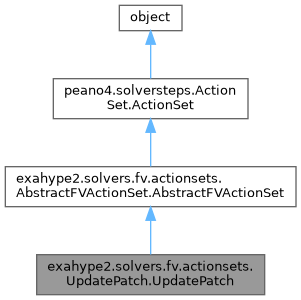 object
peano4.solversteps.Action
Set.ActionSet
exahype2.solvers.fv.actionsets.
AbstractFVActionSet.AbstractFVActionSet
exahype2.solvers.fv.actionsets.
UpdatePatch.UpdatePatch